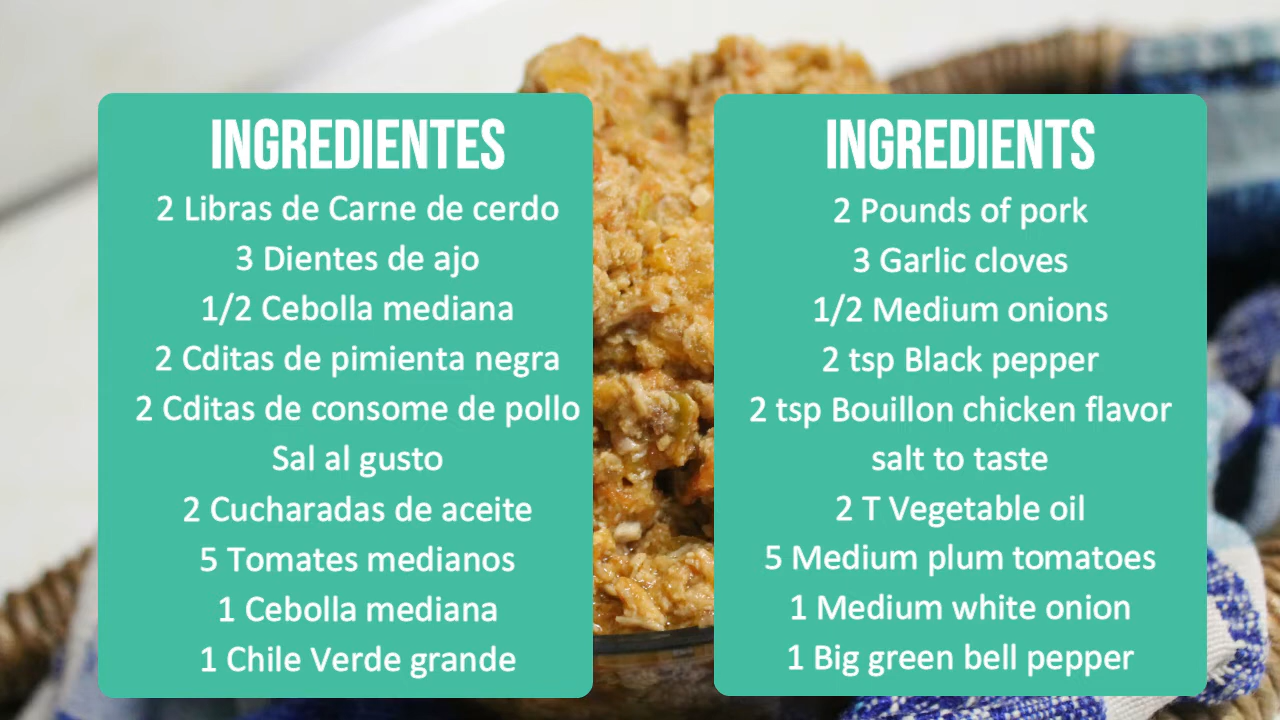 INGREDIENTES
2 Libras de Carne de cerdo
3 Dientes de ajo
1/2 Cebolla mediana
2 Cditas de pimienta negra
2 Cditas de consome de pollo
Sal al gusto
2 Cucharadas de aceite
5 Tomates medianos
1 Cebolla mediana
1 Chile Verde grande
INGREDIENTS
2 Pounds of pork
3 Garlic cloves
1/2 Medium onions
2 tsp Black pepper
2 tsp Bouillon chicken flavor
salt to taste
2 T Vegetable oil
5 Medium plum tomatoes
1 Medium white onion
1 Big green bell pepper